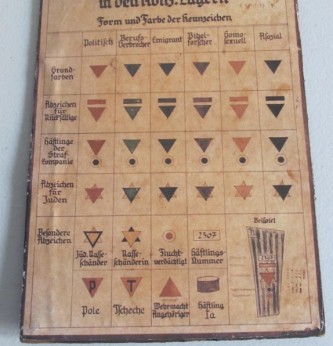 in den Konz.-Lagern
Form und Farbe der Kennzeichen
Politisch Berufs-Verbrecher Emigrant Bibel-forscher Homo-sexuell Asozial
Grund-farben
Abzeichen für Rückfällige
Häftlinge der Straf-kompanie
Abzeichen für Juden
Besondere Abzeichen
Jüd. Rasse-schänder
Rasse-schänderin
Flucht-verdächtigt
2307
Häftlings-Nummer
Beispiel
P
Pole
T
Tscheche
Wehrmacht Angehöriger
Häftling Ia